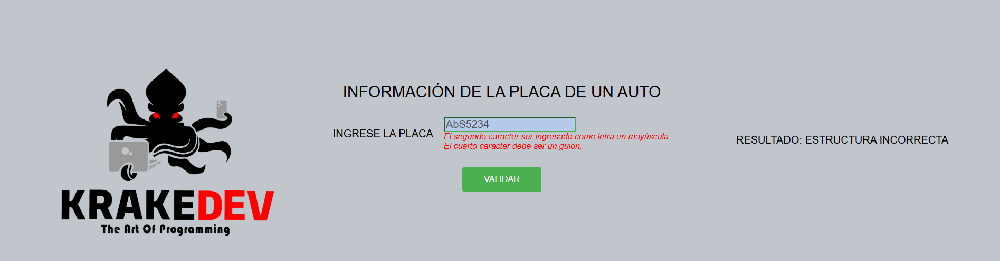 INFORMACIÓN DE LA PLACA DE UN AUTO
INGRESE LA PLACA
AbS5234
El segundo caracter ser ingresado como letra en mayúscula.
El cuarto caracter debe ser un guion.
VALIDAR
RESULTADO: ESTRUCTURA INCORRECTA
KRAKEDEV
The Art Of Programming